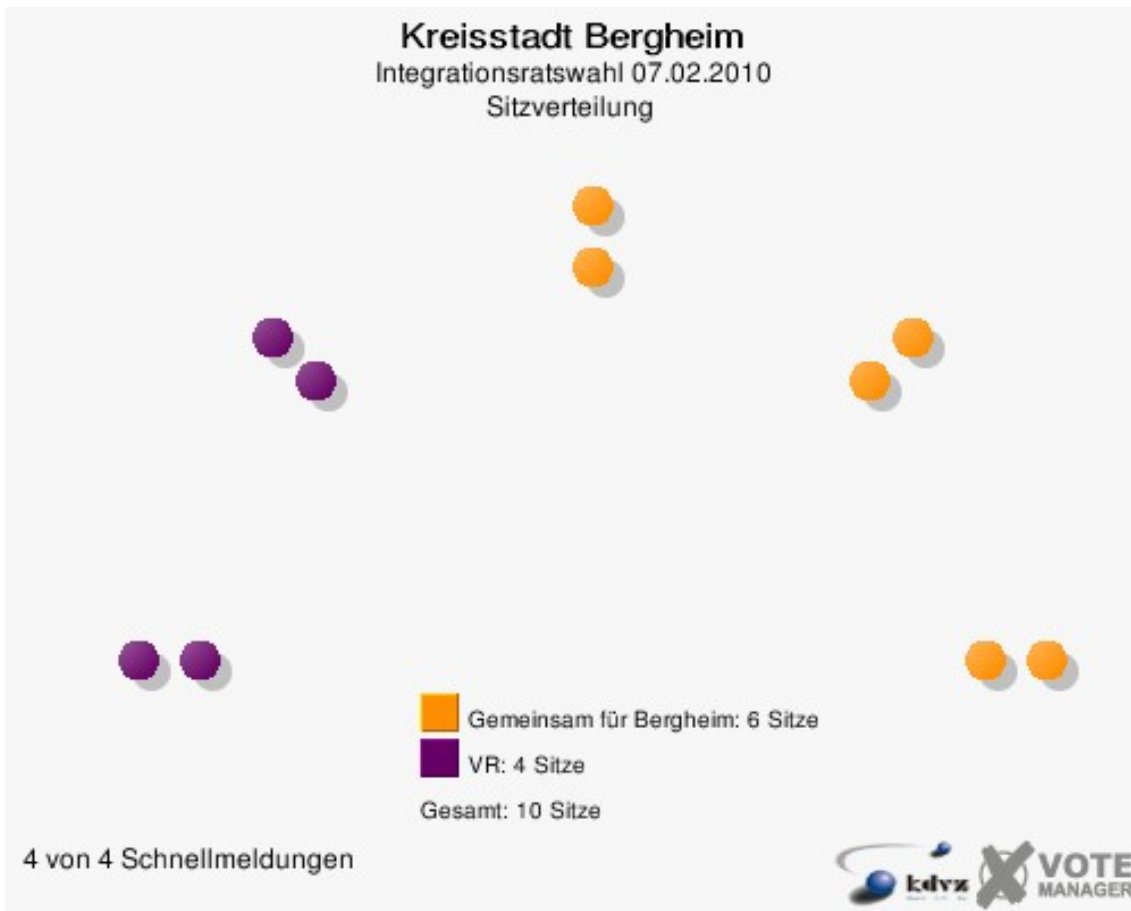 Kreisstadt Bergheim
Integrationsratswahl 07.02.2010
Sitzverteilung
Gemeinsam für Bergheim: 6 Sitze
VR: 4 Sitze
Gesamt: 10 Sitze
4 von 4 Schnellmeldungen
kdvz
VOTE
MANAGER